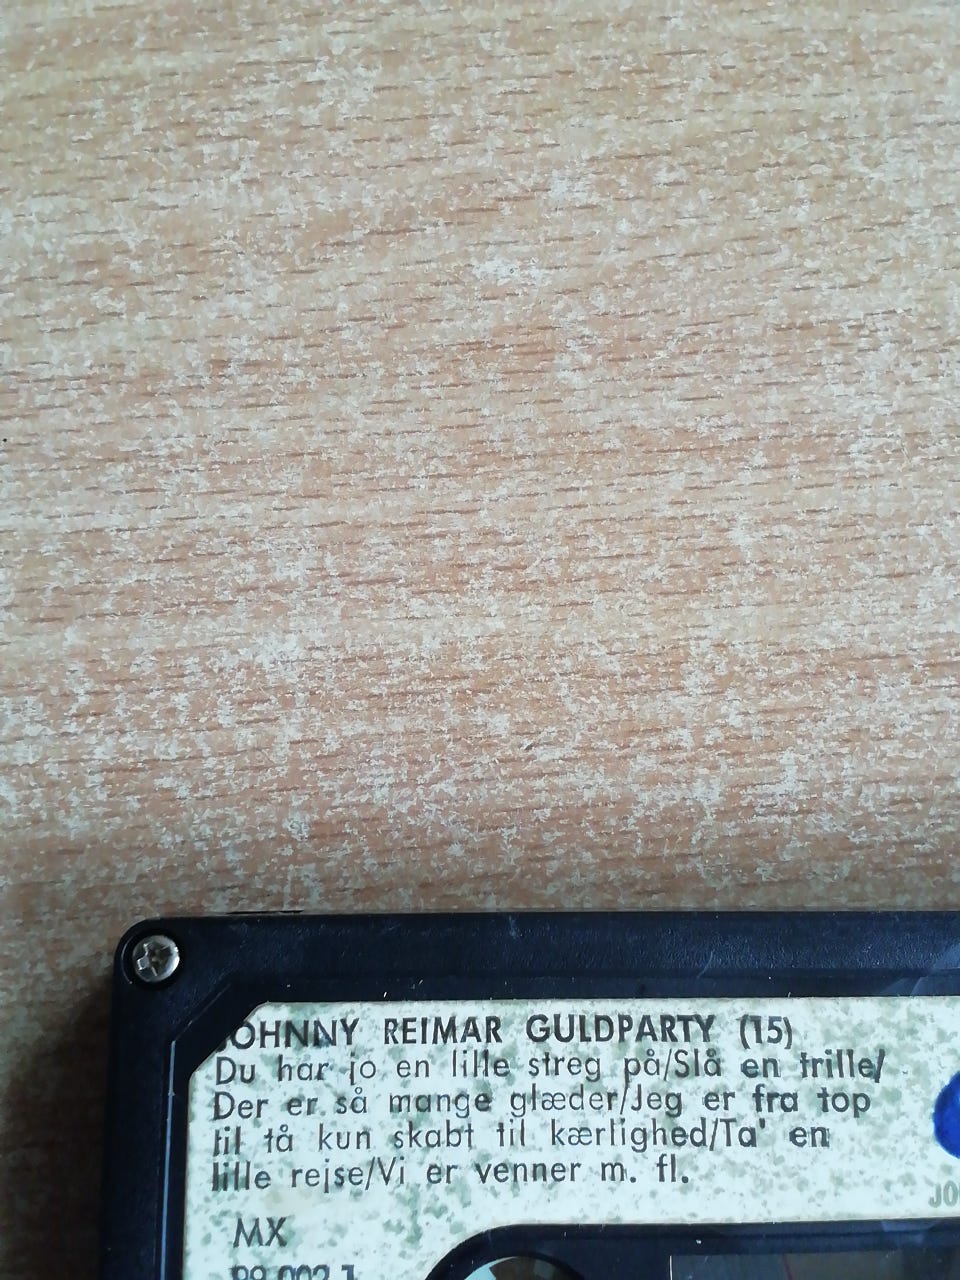 JOHNNY REIMAR GULDPARTY (15)
Du har jo en lille streg på/Slå en trille/
Der er så mange glæder/Jeg er fra top
til tå kun skabt til kærlighed/Ta' en
lille rejse/Vi er venner m. fl.
MX